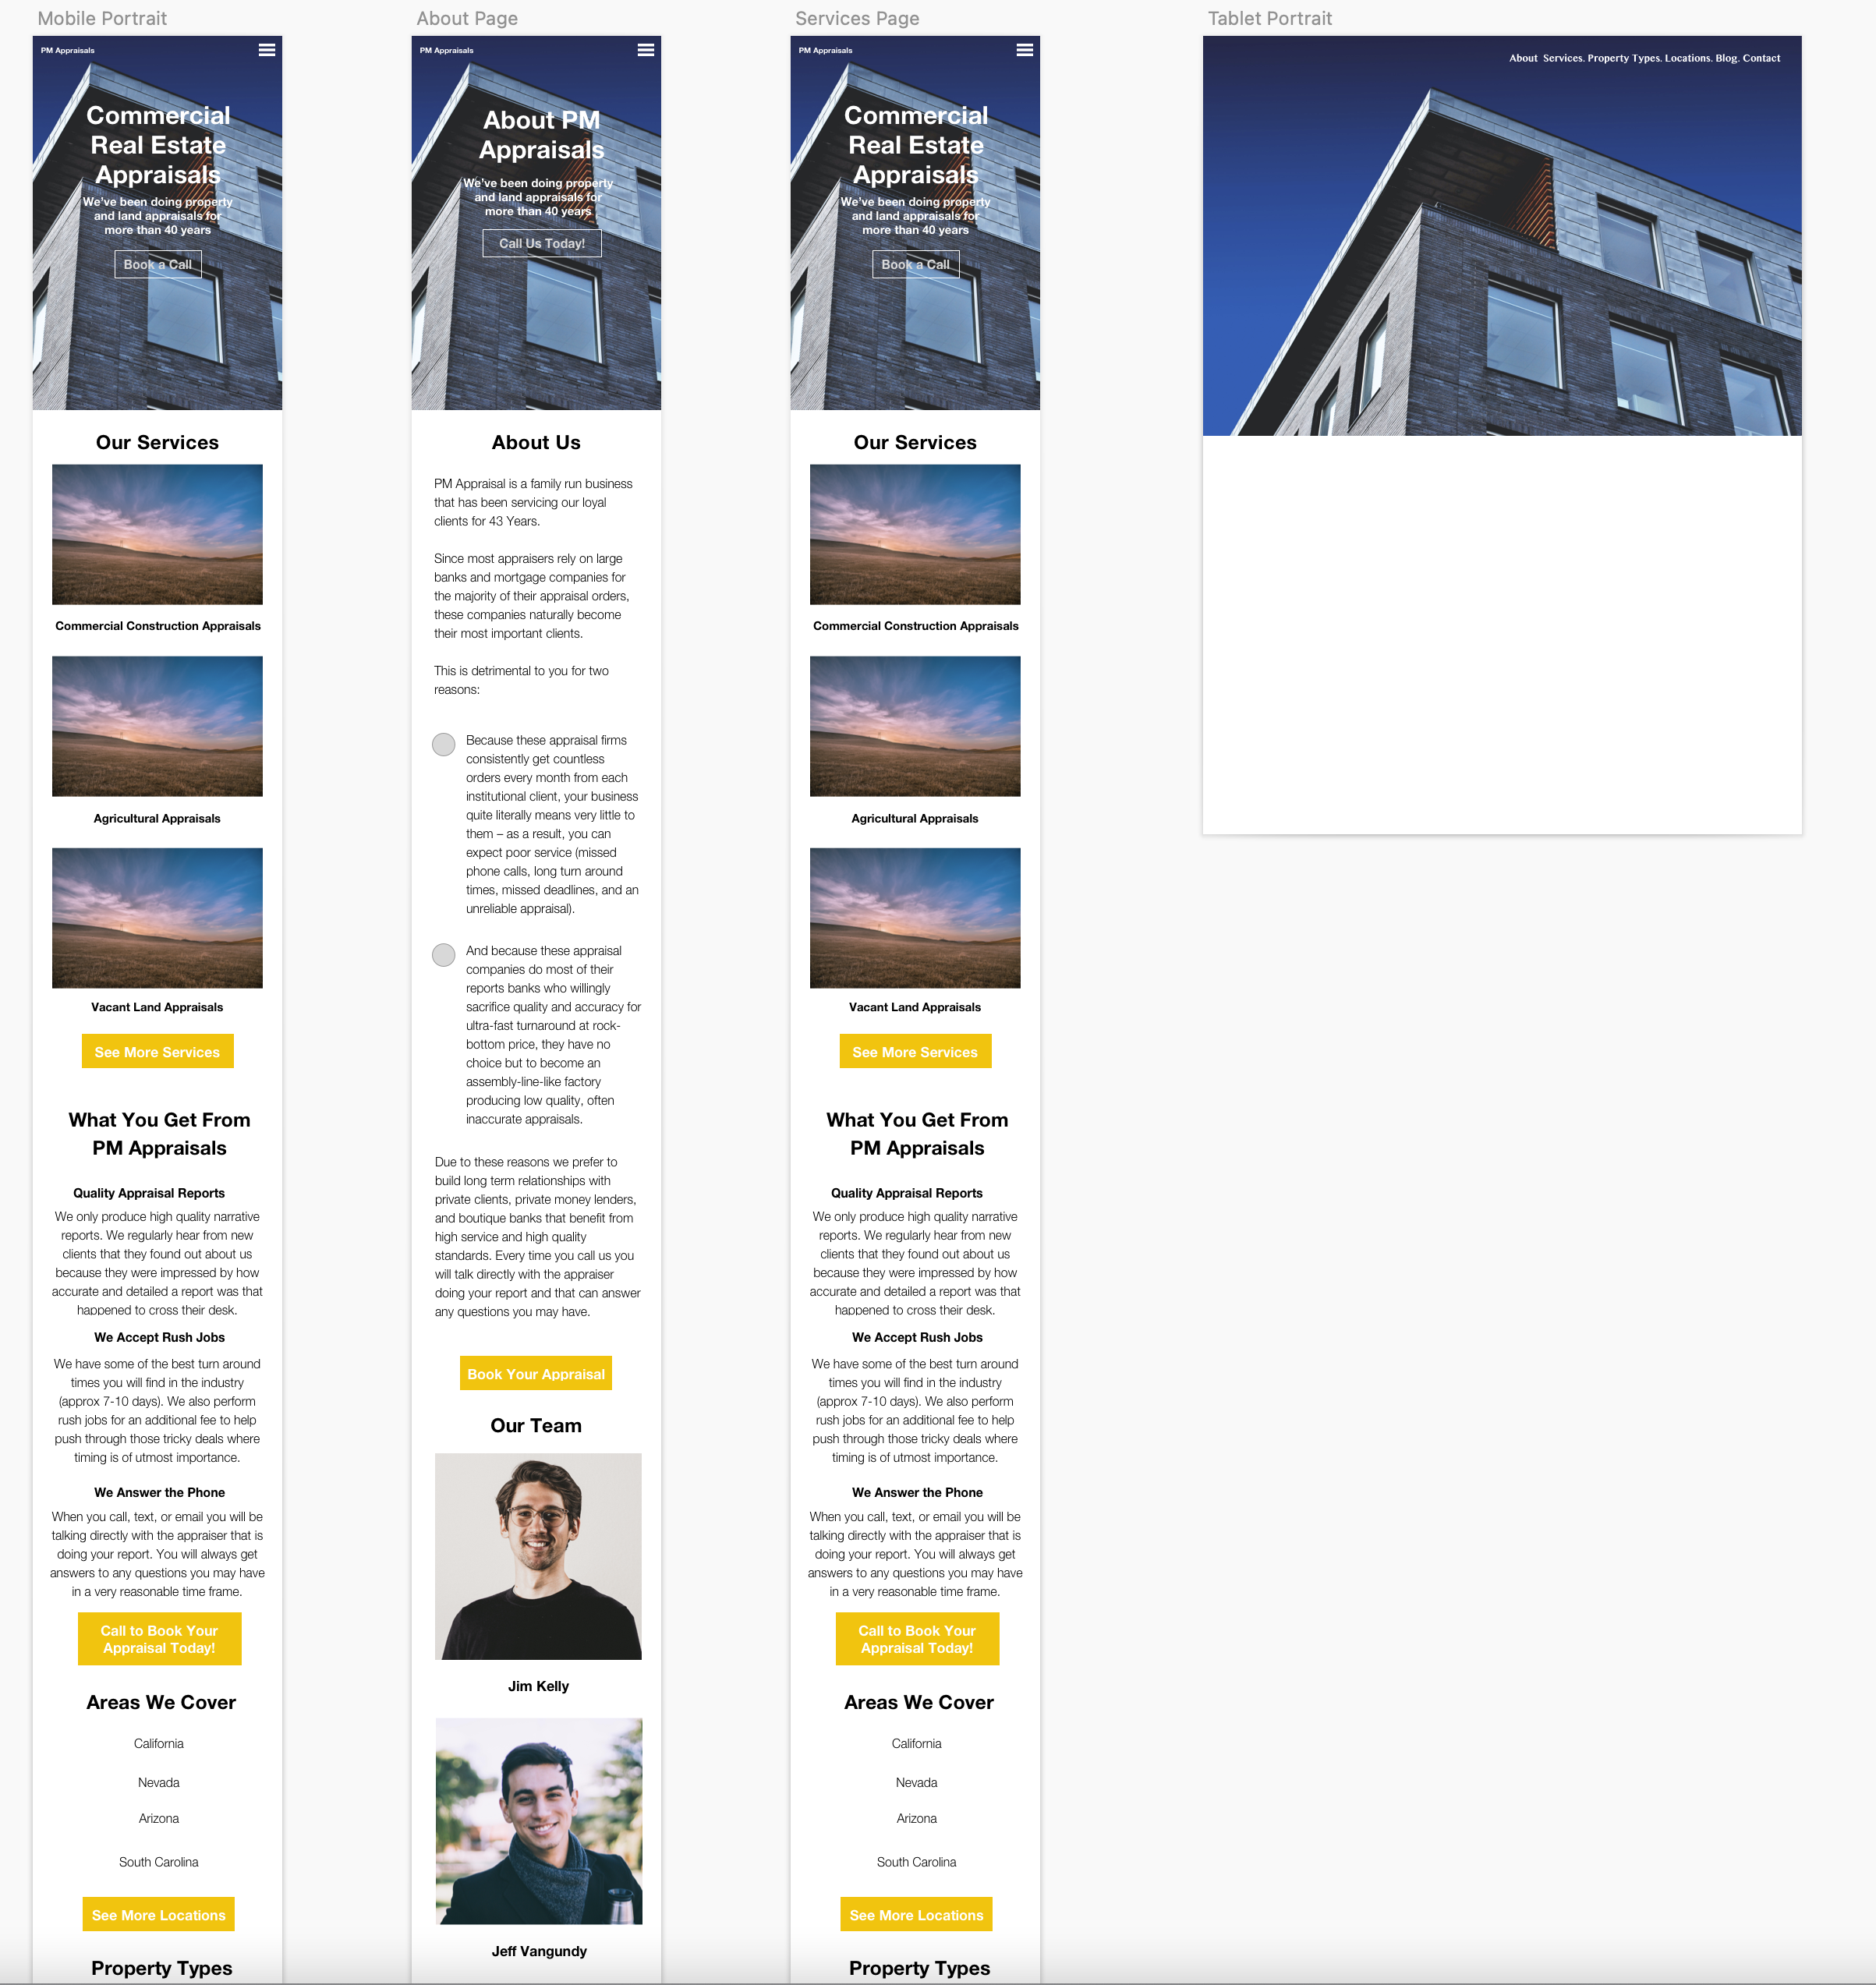 Mobile Portrait
PM Appraisals
Commercial
Real Estate
Appraisals
We've been doing property
and land appraisals for
more than 40 years
Book a Call
Our Services
Commercial Construction Appraisals
Agricultural Appraisals
Vacant Land Appraisals
See More Services
What You Get From
PM Appraisals
Quality Appraisal Reports
We only produce high quality narrative
reports. We regularly hear from new
clients that they found out about us
because they were impressed by how
accurate and detailed a report was that
happened to cross their desk.
We Accept Rush Jobs
We have some of the best turn around
times you will find in the industry
(approx 7-10 days). We also perform
rush jobs for an additional fee to help
push through those tricky deals where
timing is of utmost importance.
We Answer the Phone
When you call, text, or email you will be
talking directly with the appraiser that is
doing your report. You will always get
answers to any questions you may have
in a very reasonable time frame.
Call to Book Your
Appraisal Today!
Areas We Cover
California
Nevada
Arizona
South Carolina
See More Locations
Property Types
About Page
PM Appraisals
About PM
Appraisals
We've been doing property
and land appraisals for
more than 40 years
Call Us Today!
About Us
PM Appraisal is a family run business
that has been servicing our loyal
clients for 43 Years.
Since most appraisers rely on large
banks and mortgage companies for
the majority of their appraisal orders,
these companies naturally become
their most important clients.
This is detrimental to you for two
reasons:
Because these appraisal firms
consistently get countless
orders every month from each
institutional client, your business
quite literally means very little to
them – as a result, you can
expect poor service (missed
phone calls, long turn around
times, missed deadlines, and an
unreliable appraisal).
And because these appraisal
companies do most of their
reports banks who willingly
sacrifice quality and accuracy for
ultra-fast turnaround at rock-
bottom price, they have no
choice but to become an
assembly-line-like factory
producing low quality, often
inaccurate appraisals.
Due to these reasons we prefer to
build long term relationships with
private clients, private money lenders,
and boutique banks that benefit from
high service and high quality
standards. Every time you call us you
will talk directly with the appraiser
doing your report and that can answer
any questions you may have.
Book Your Appraisal
Our Team
Jim Kelly
Jeff Vangundy
Services Page
PM Appraisals
Commercial
Real Estate
Appraisals
We've been doing property
and land appraisals for
more than 40 years
Book a Call
Our Services
Commercial Construction Appraisals
Agricultural Appraisals
Vacant Land Appraisals
See More Services
What You Get From
PM Appraisals
Quality Appraisal Reports
We only produce high quality narrative
reports. We regularly hear from new
clients that they found out about us
because they were impressed by how
accurate and detailed a report was that
happened to cross their desk.
We Accept Rush Jobs
We have some of the best turn around
times you will find in the industry
(approx 7-10 days). We also perform
rush jobs for an additional fee to help
push through those tricky deals where
timing is of utmost importance.
We Answer the Phone
When you call, text, or email you will be
talking directly with the appraiser that is
doing your report. You will always get
answers to any questions you may have
in a very reasonable time frame.
Call to Book Your
Appraisal Today!
Areas We Cover
California
Nevada
Arizona
South Carolina
See More Locations
Property Types
Tablet Portrait
About Services. Property Types. Locations. Blog. Contact